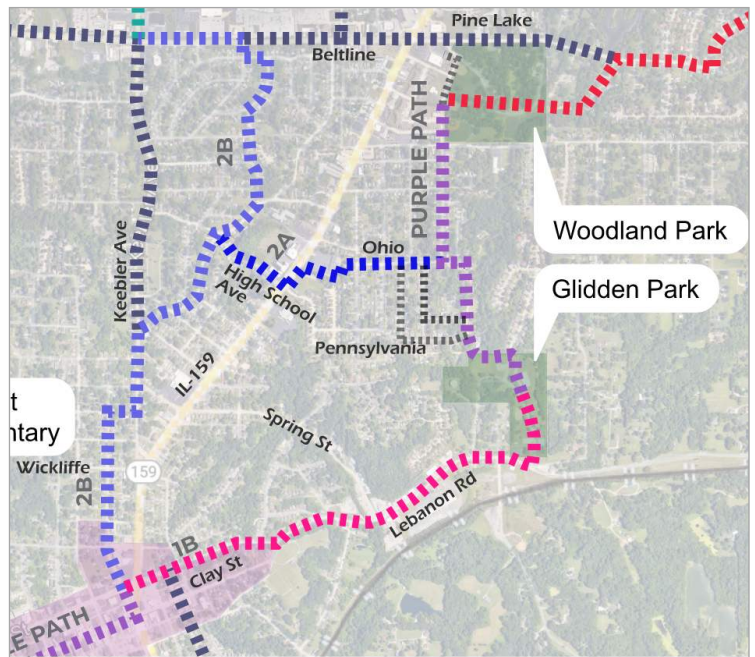 Pine Lake
Beltline
PURPLE PATH
2B
Woodland Park
2A
Ohio
Keebler Ave
High School
Ave
Glidden Park
Pennsylvania
IL-159
t
ntary
Spring St
Wickliffe
159
2B
Lebanon Rd
1B
Clay St
E PATH